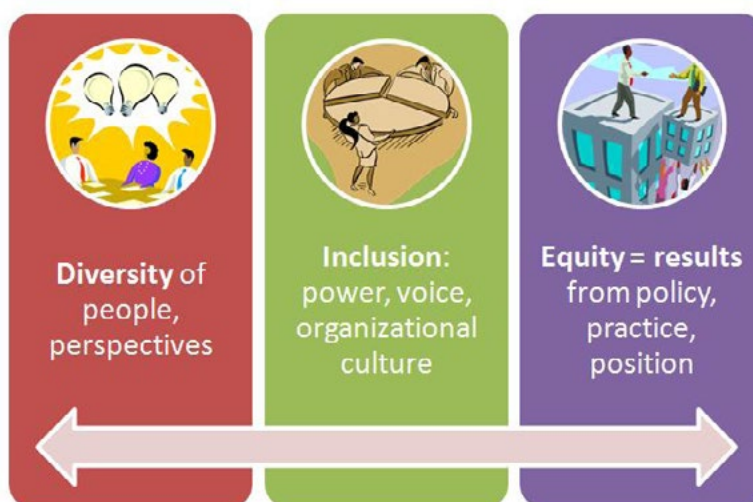 Diversity of
people,
perspectives
Inclusion:
power, voice,
organizational
culture
Equity = results
from policy,
practice,
position